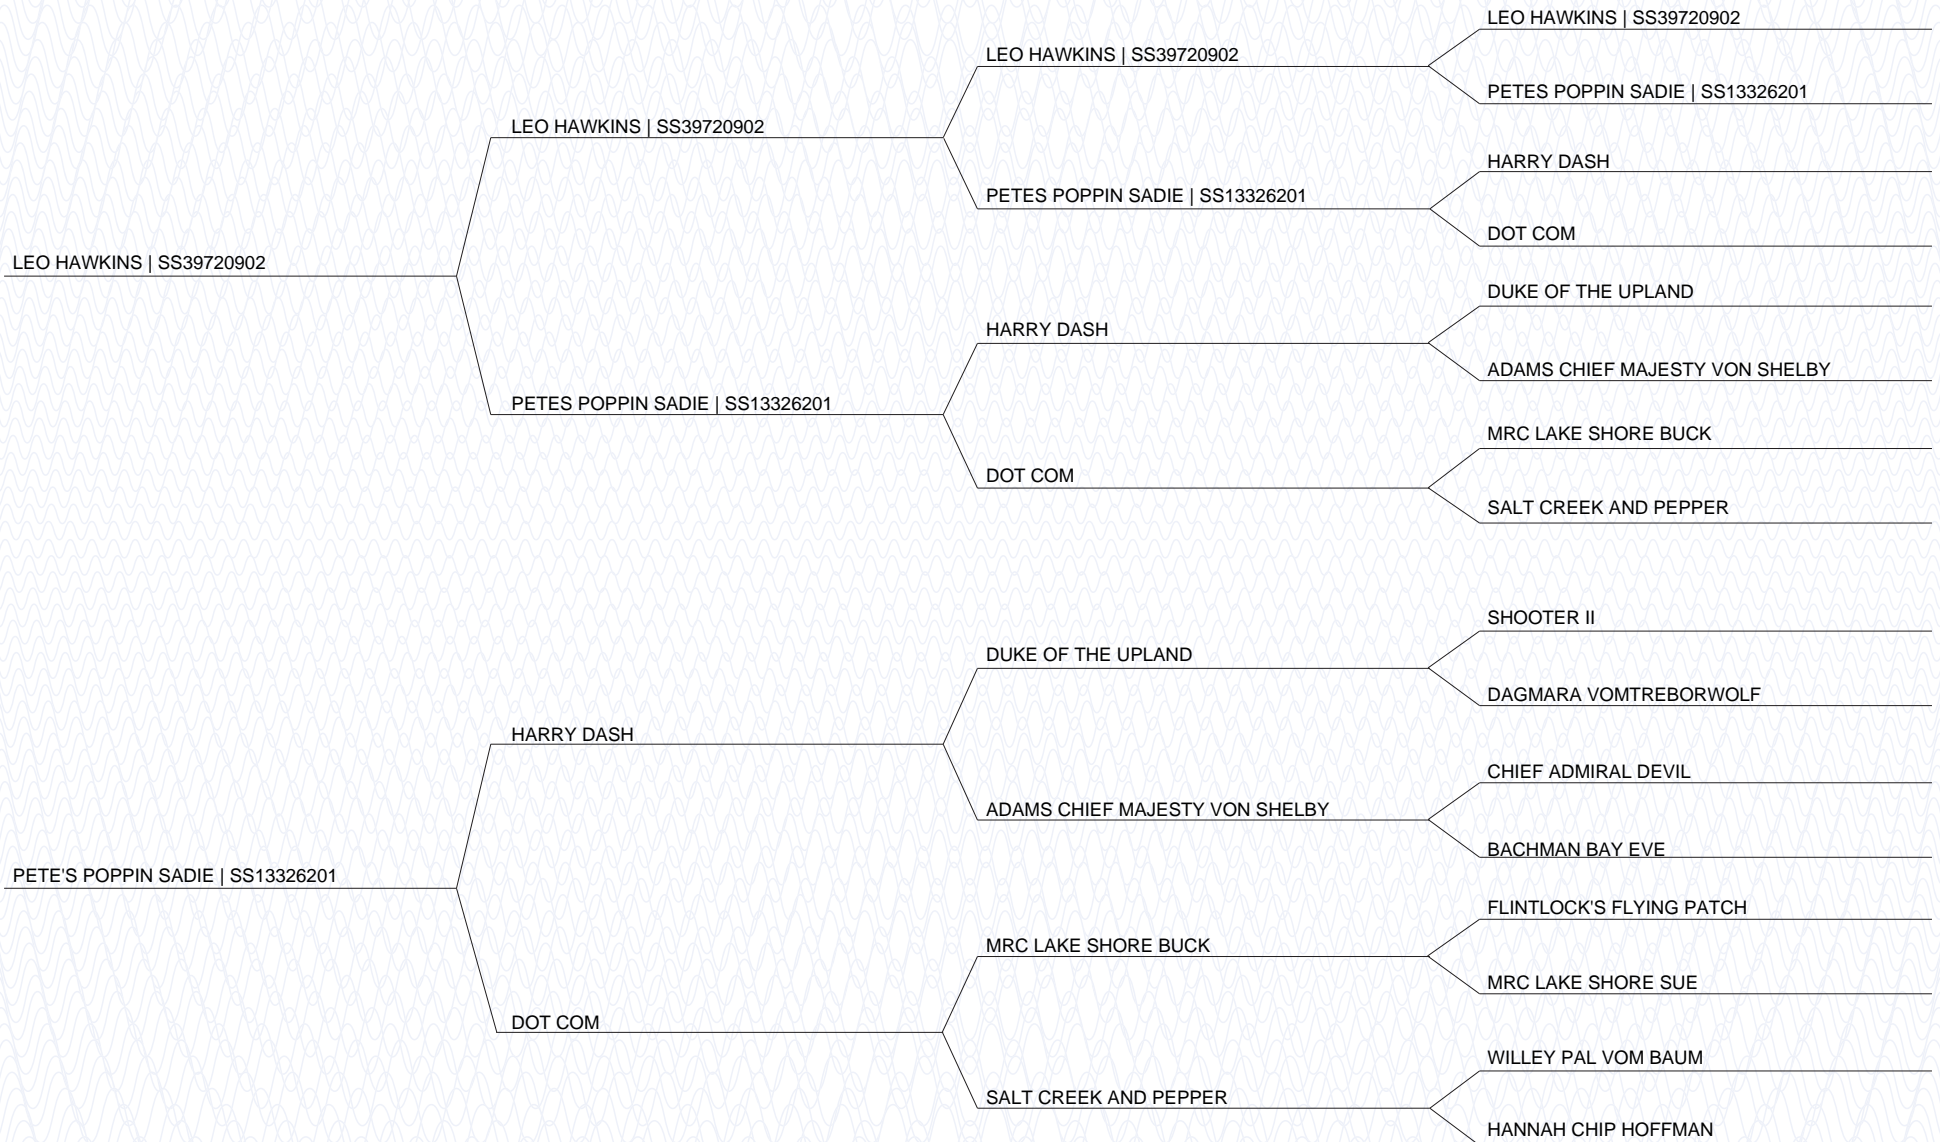 LEO HAWKINS | SS39720902
LEO HAWKINS | SS39720902
PETES POPPIN SADIE | SS13326201
LEO HAWKINS | SS39720902
HARRY DASH
PETES POPPIN SADIE | SS13326201
DOT COM
LEO HAWKINS | SS39720902
DUKE OF THE UPLAND
HARRY DASH
ADAMS CHIEF MAJESTY VON SHELBY
PETES POPPIN SADIE | SS13326201
MRC LAKE SHORE BUCK
DOT COM
SALT CREEK AND PEPPER
SHOOTER II
DUKE OF THE UPLAND
DAGMARA VOMTREBORWOLF
HARRY DASH
CHIEF ADMIRAL DEVIL
ADAMS CHIEF MAJESTY VON SHELBY
BACHMAN BAY EVE
PETE'S POPPIN SADIE | SS13326201
FLINTLOCK'S FLYING PATCH
MRC LAKE SHORE BUCK
MRC LAKE SHORE SUE
DOT COM
WILLEY PAL VOM BAUM
SALT CREEK AND PEPPER
HANNAH CHIP HOFFMAN